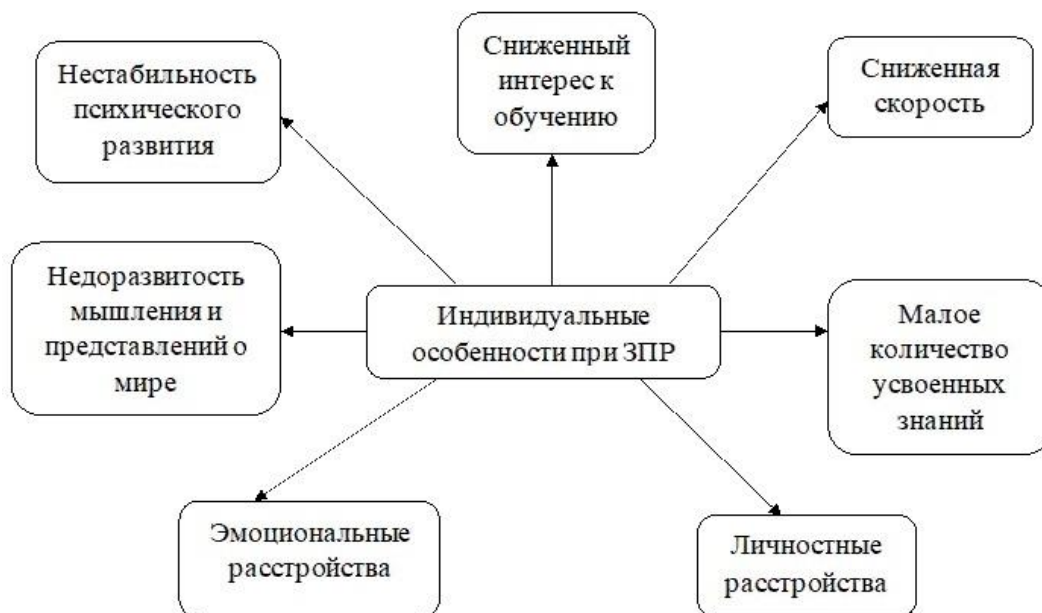 Нестабильность
психического
развития
Сниженный
интерес к
обучению
Сниженная
скорость
Недоразвитость
мышления и
представлений о
мире
Индивидуальные
особенности при ЗПР
Малое
количество
усвоенных
знаний
Эмоциональные
расстройства
Личностные
расстройства